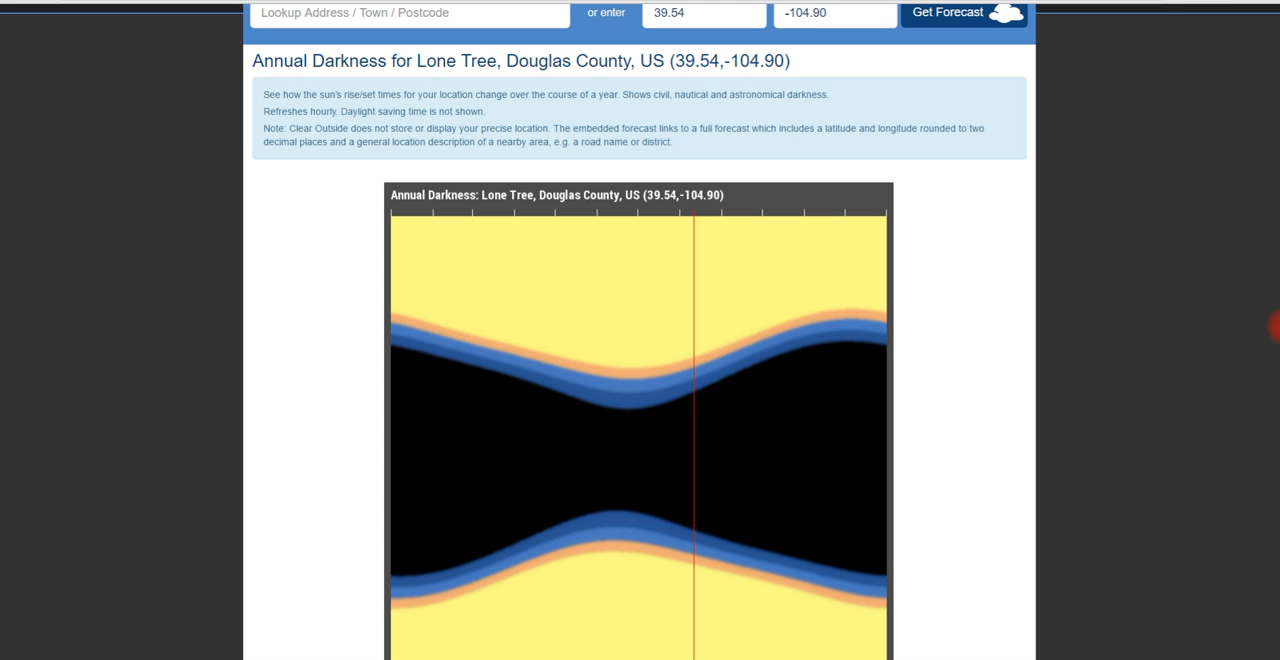 Lookup Address / Town / Postcode or enter 39.54 -104.90 Get Forecast
Annual Darkness for Lone Tree, Douglas County, US (39.54,-104.90)
See how the sun's rise/set times for your location change over the course of a year. Shows civil, nautical and astronomical darkness.
Refreshes hourly. Daylight saving time is not shown.
Note: Clear Outside does not store or display your precise location. The embedded forecast links to a full forecast which includes a latitude and longitude rounded to two
decimal places and a general location description of a nearby area, e.g. a road name or district.
Annual Darkness: Lone Tree, Douglas County, US (39.54,-104.90)